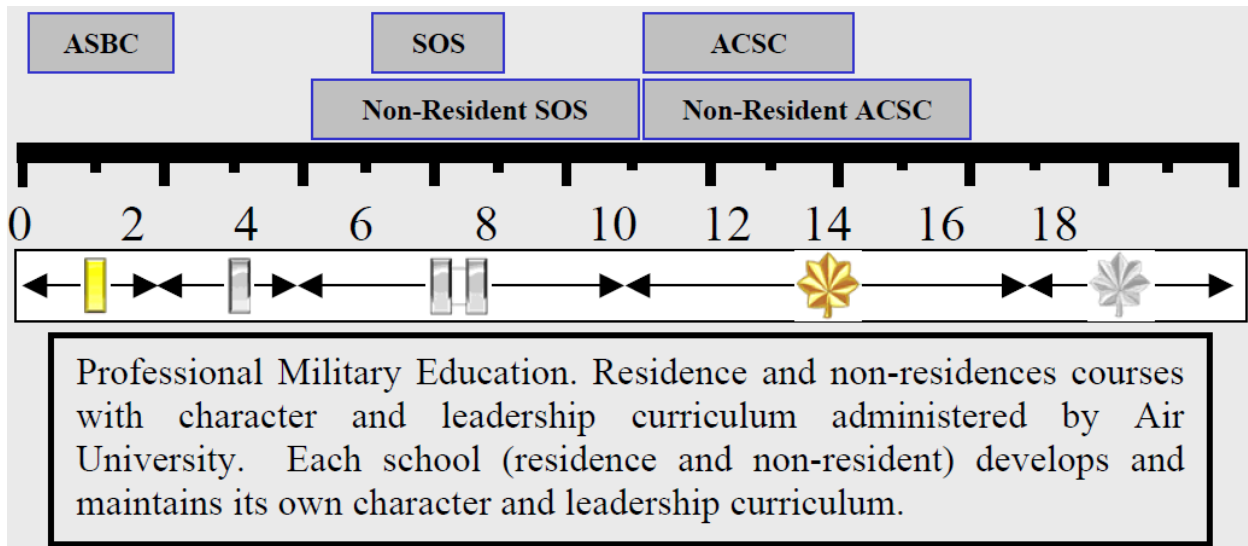 ASBC SOS ACSC
Non-Resident SOS Non-Resident ACSC
0 2 4 6 8 10 12 14 16 18
Professional Military Education. Residence and non-residences courses
with character and leadership curriculum administered by Air
University. Each school (residence and non-resident) develops and
maintains its own character and leadership curriculum.